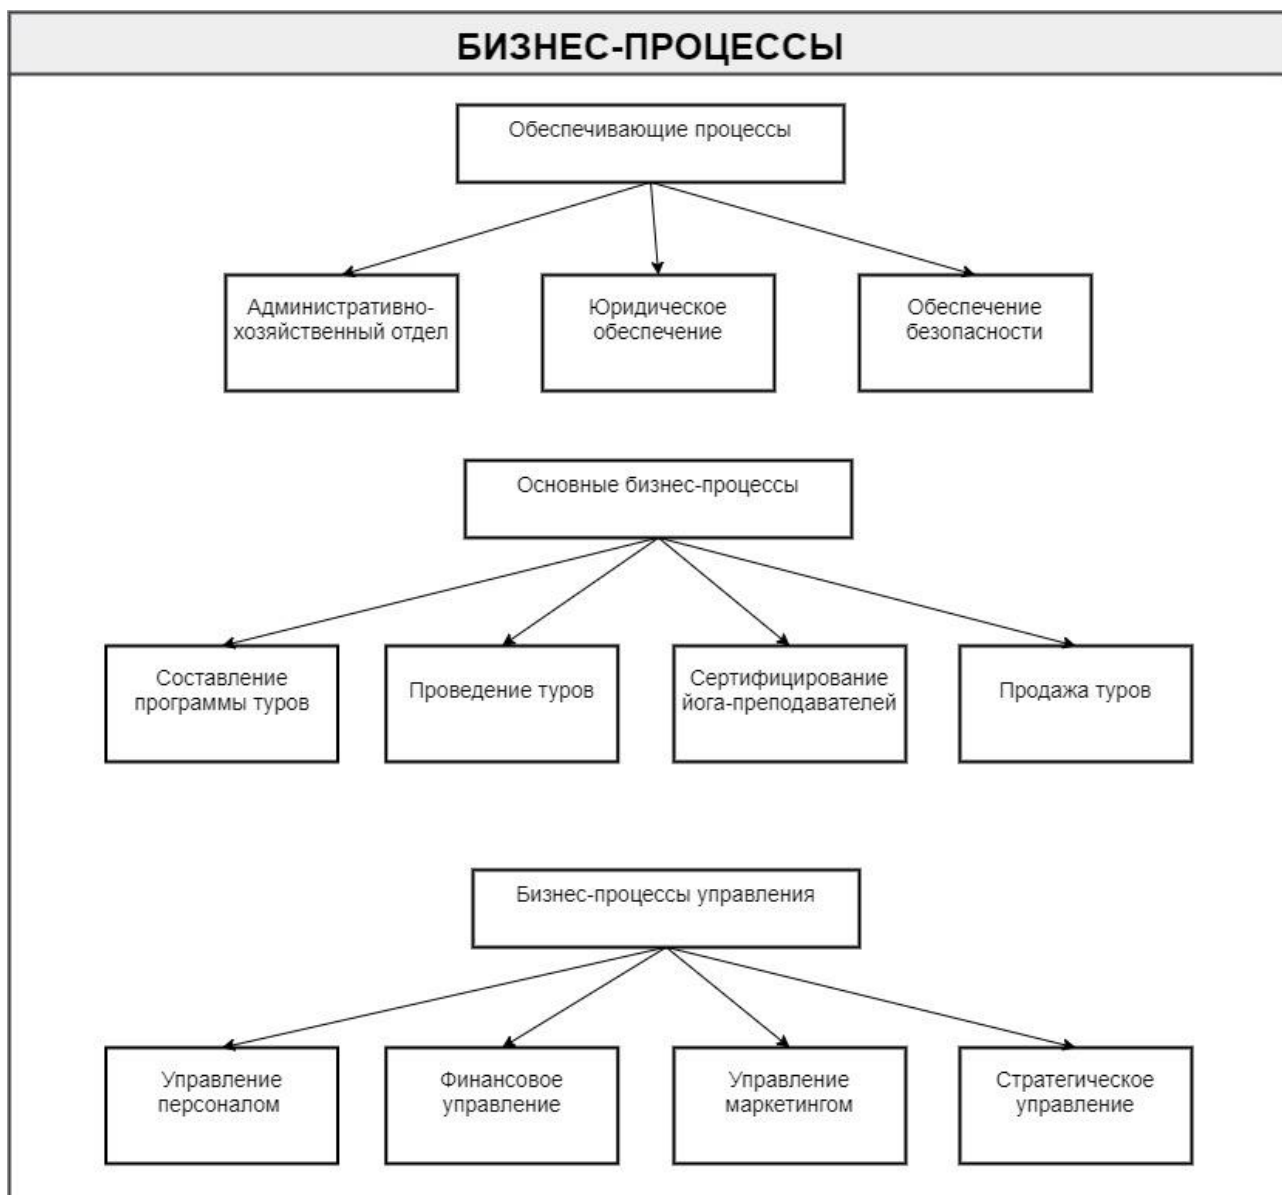 БИЗНЕС-ПРОЦЕССЫ
Обеспечивающие процессы
Административно-
хозяйственный отдел
Юридическое
обеспечение
Обеспечение
безопасности
Основные бизнес-процессы
Составление
программы туров
Проведение туров
Сертифицирование
йога-преподавателей
Продажа туров
Бизнес-процессы управления
Управление
персоналом
Финансовое
управление
Управление
маркетингом
Стратегическое
управление